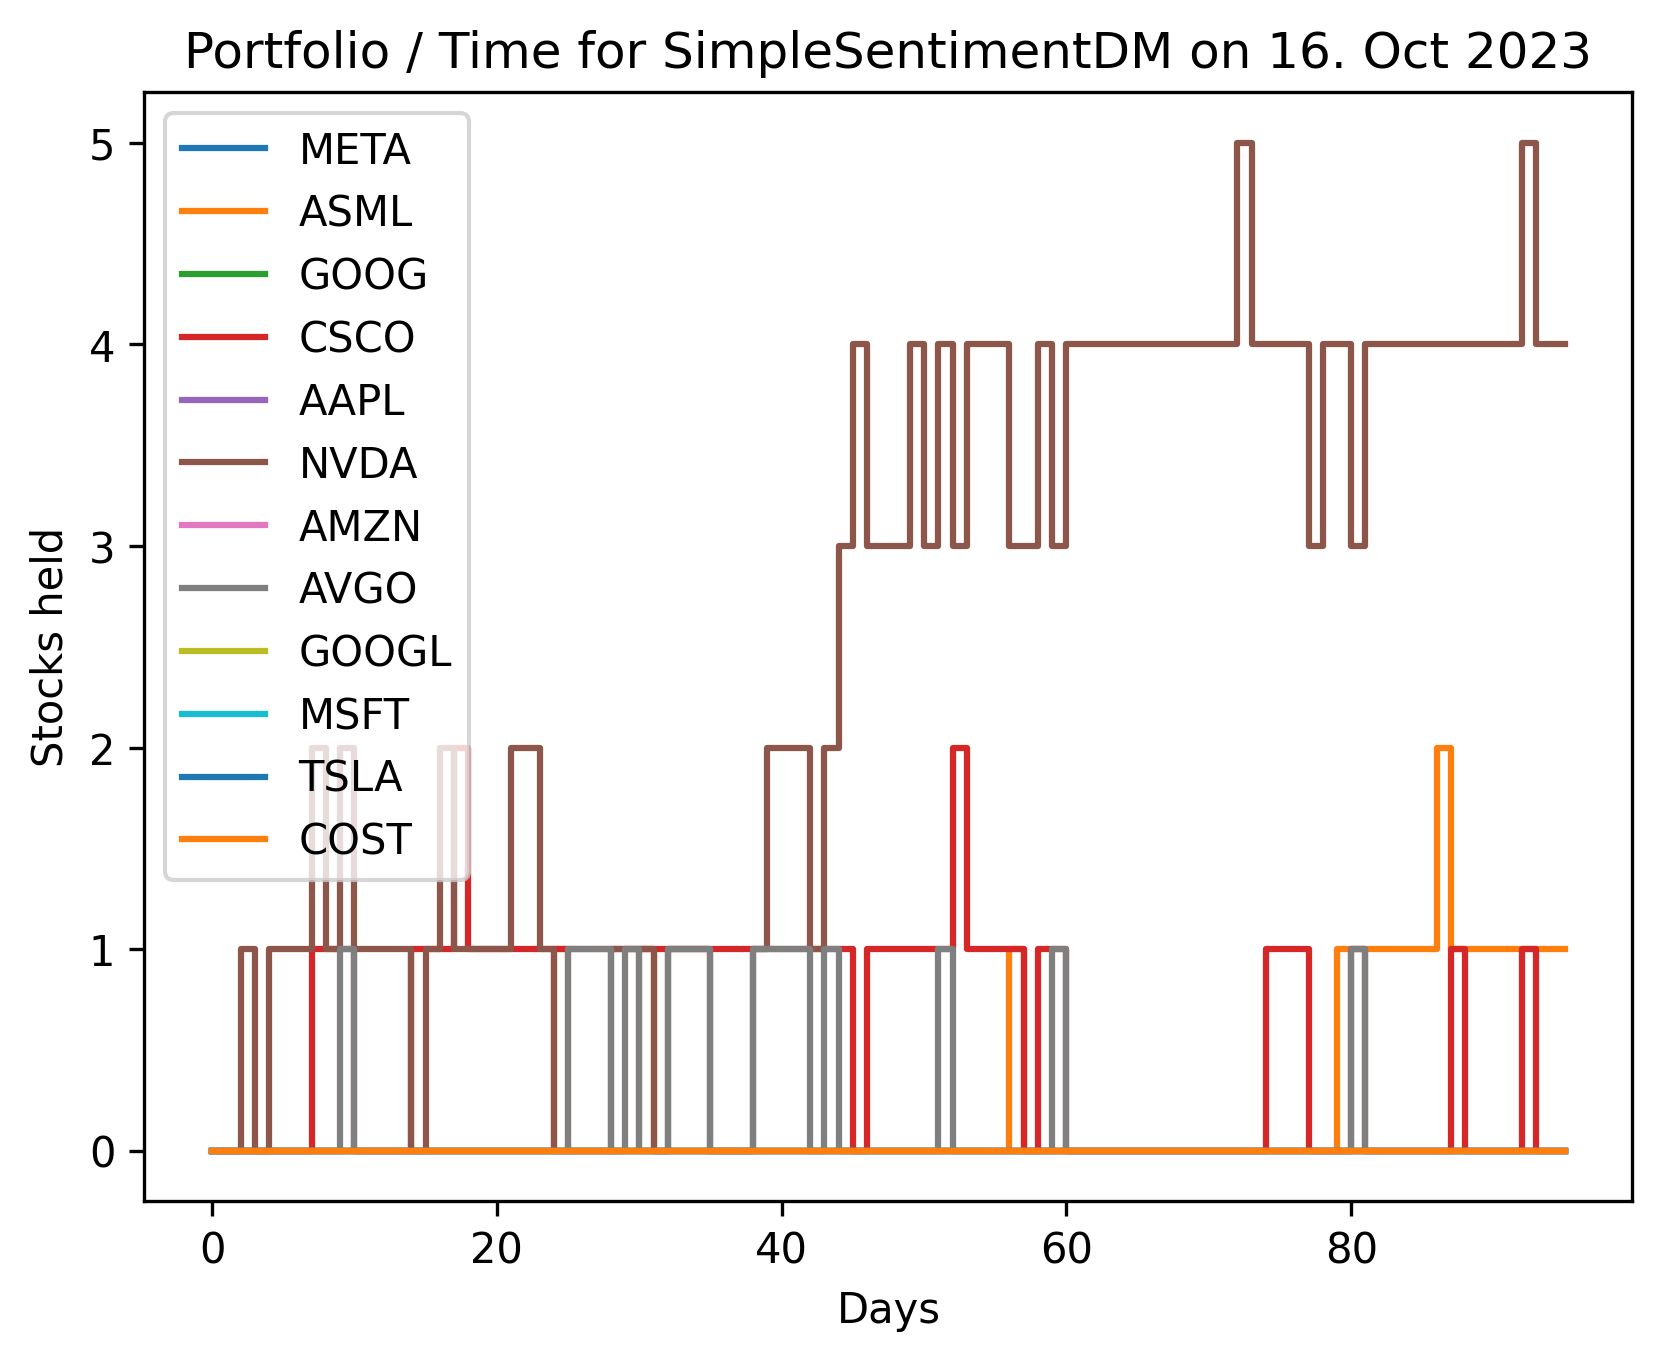 Portfolio / Time for SimpleSentimentDM on 16. Oct 2023
5
4
3
2
1
0
Stocks held
META
ASML
GOOG
CSCO
AAPL
NVDA
AMZN
AVGO
GOOGL
MSFT
TSLA
COST
0 20 40 60 80
Days